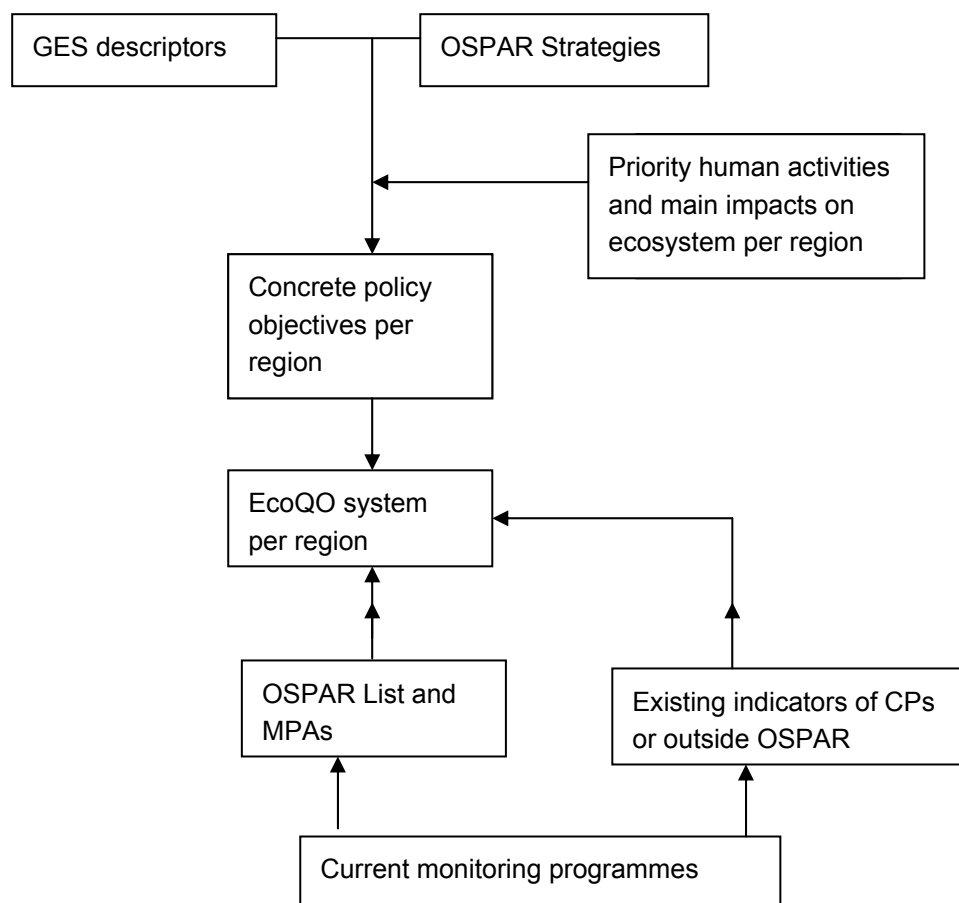 GES descriptors
OSPAR Strategies
Priority human activities
and main impacts on
ecosystem per region
Concrete policy
objectives per
region
EcoQO system
per region
OSPAR List and
MPAs
Existing indicators of CPs
or outside OSPAR
Current monitoring programmes